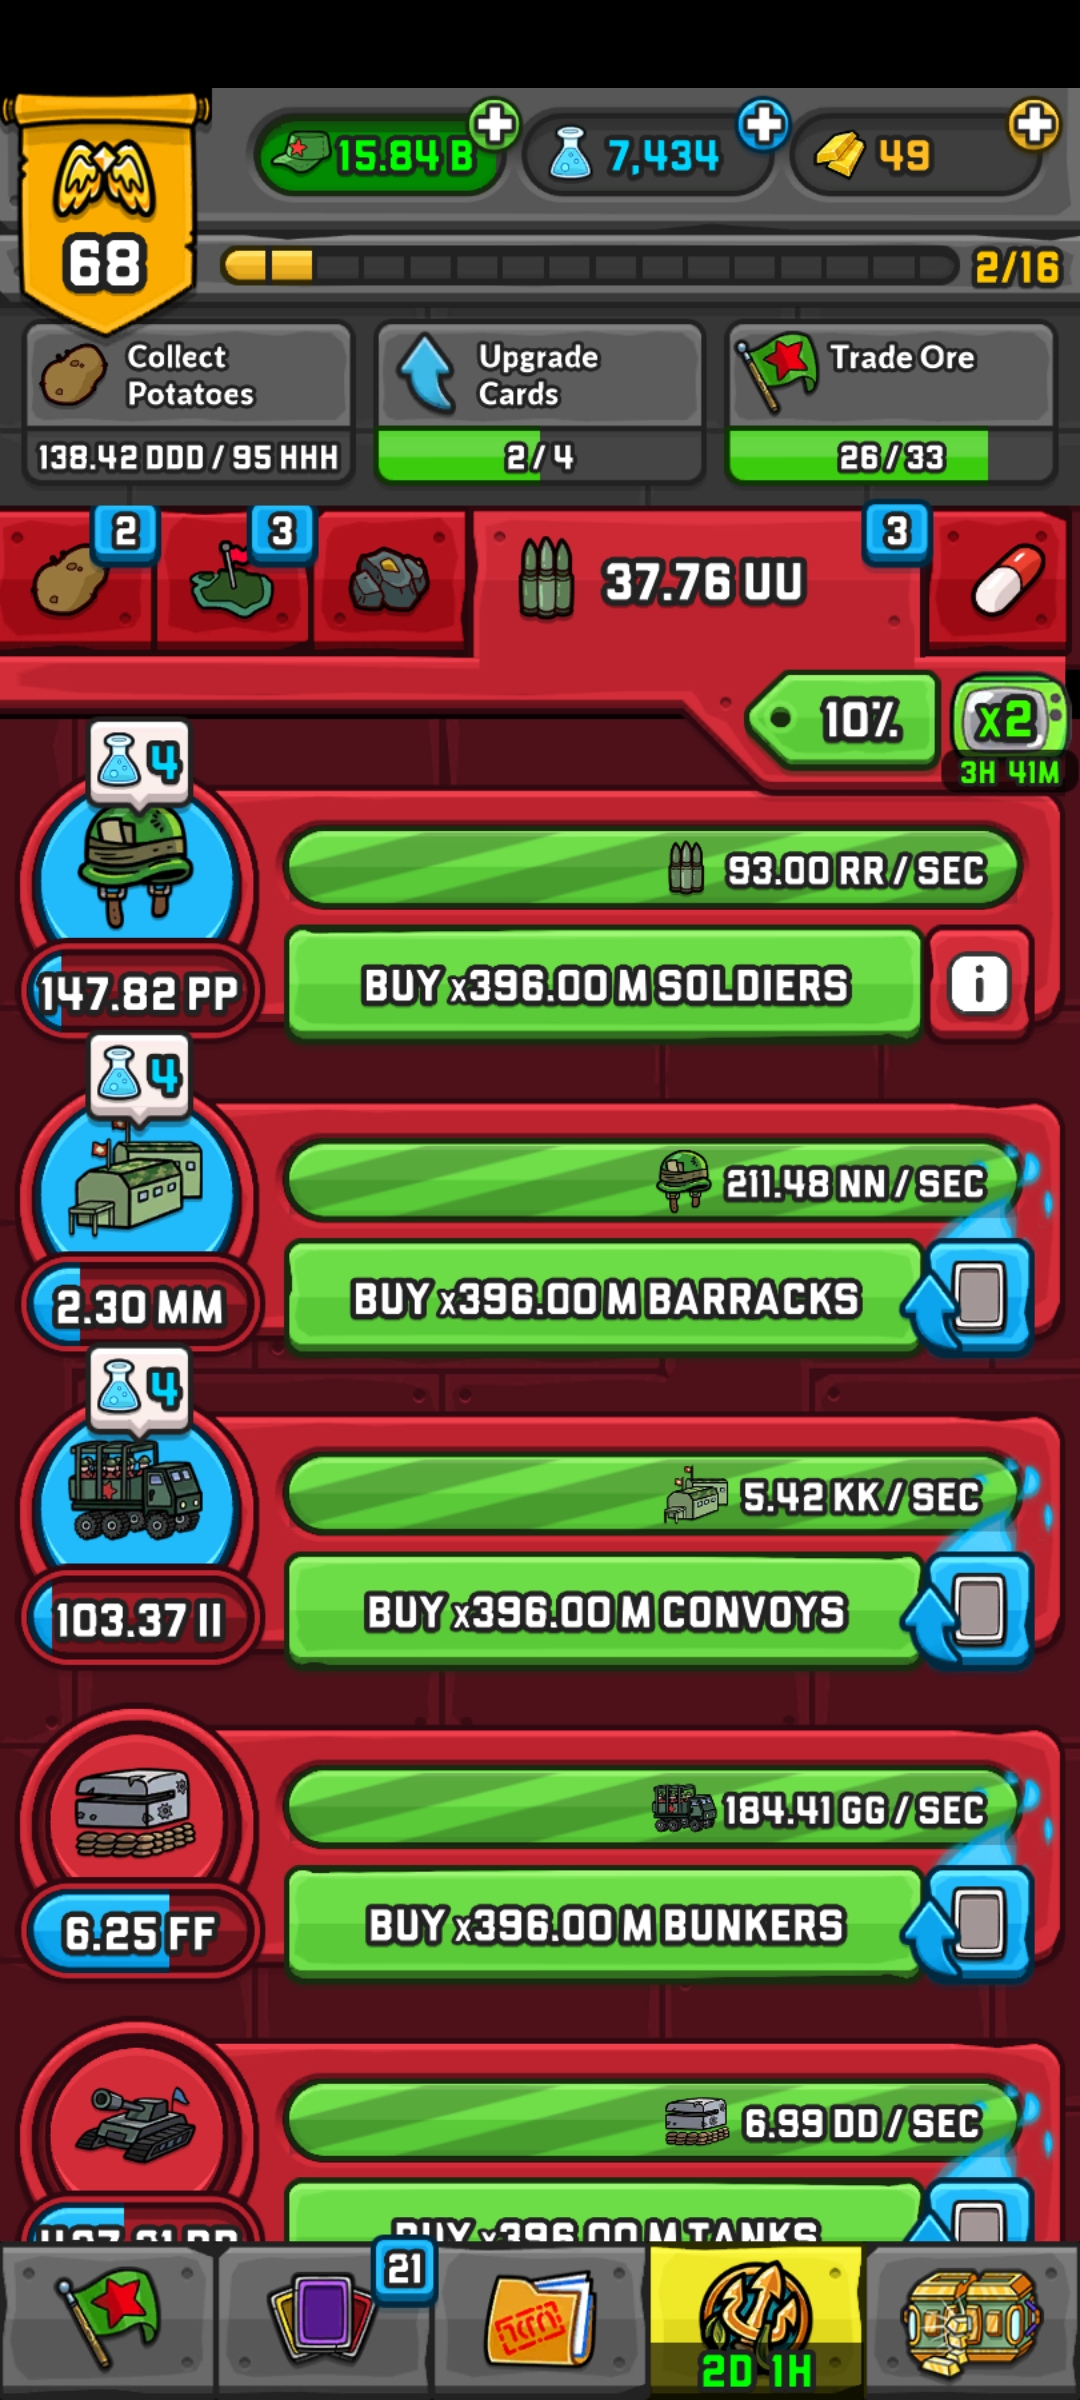 15.84 B
7,434
49
68
2/16
Collect
Potatoes
138.42 DDD / 95 HHH
Upgrade
Cards
2 / 4
Trade Ore
26 / 33
2
3
37.76 UU
3
10%
x2
3H 41M
4
93.00 RR / SEC
147.82 PP
BUY x396.00 M SOLDIERS
i
4
211.48 NN / SEC
2.30 MM
BUY x396.00 M BARRACKS
4
5.42 KK / SEC
103.37 II
BUY x396.00 M CONVOYS
184.41 GG / SEC
6.25 FF
BUY x396.00 M BUNKERS
6.99 DD / SEC
BUY x396.00 M TANKS
21
2D 1H